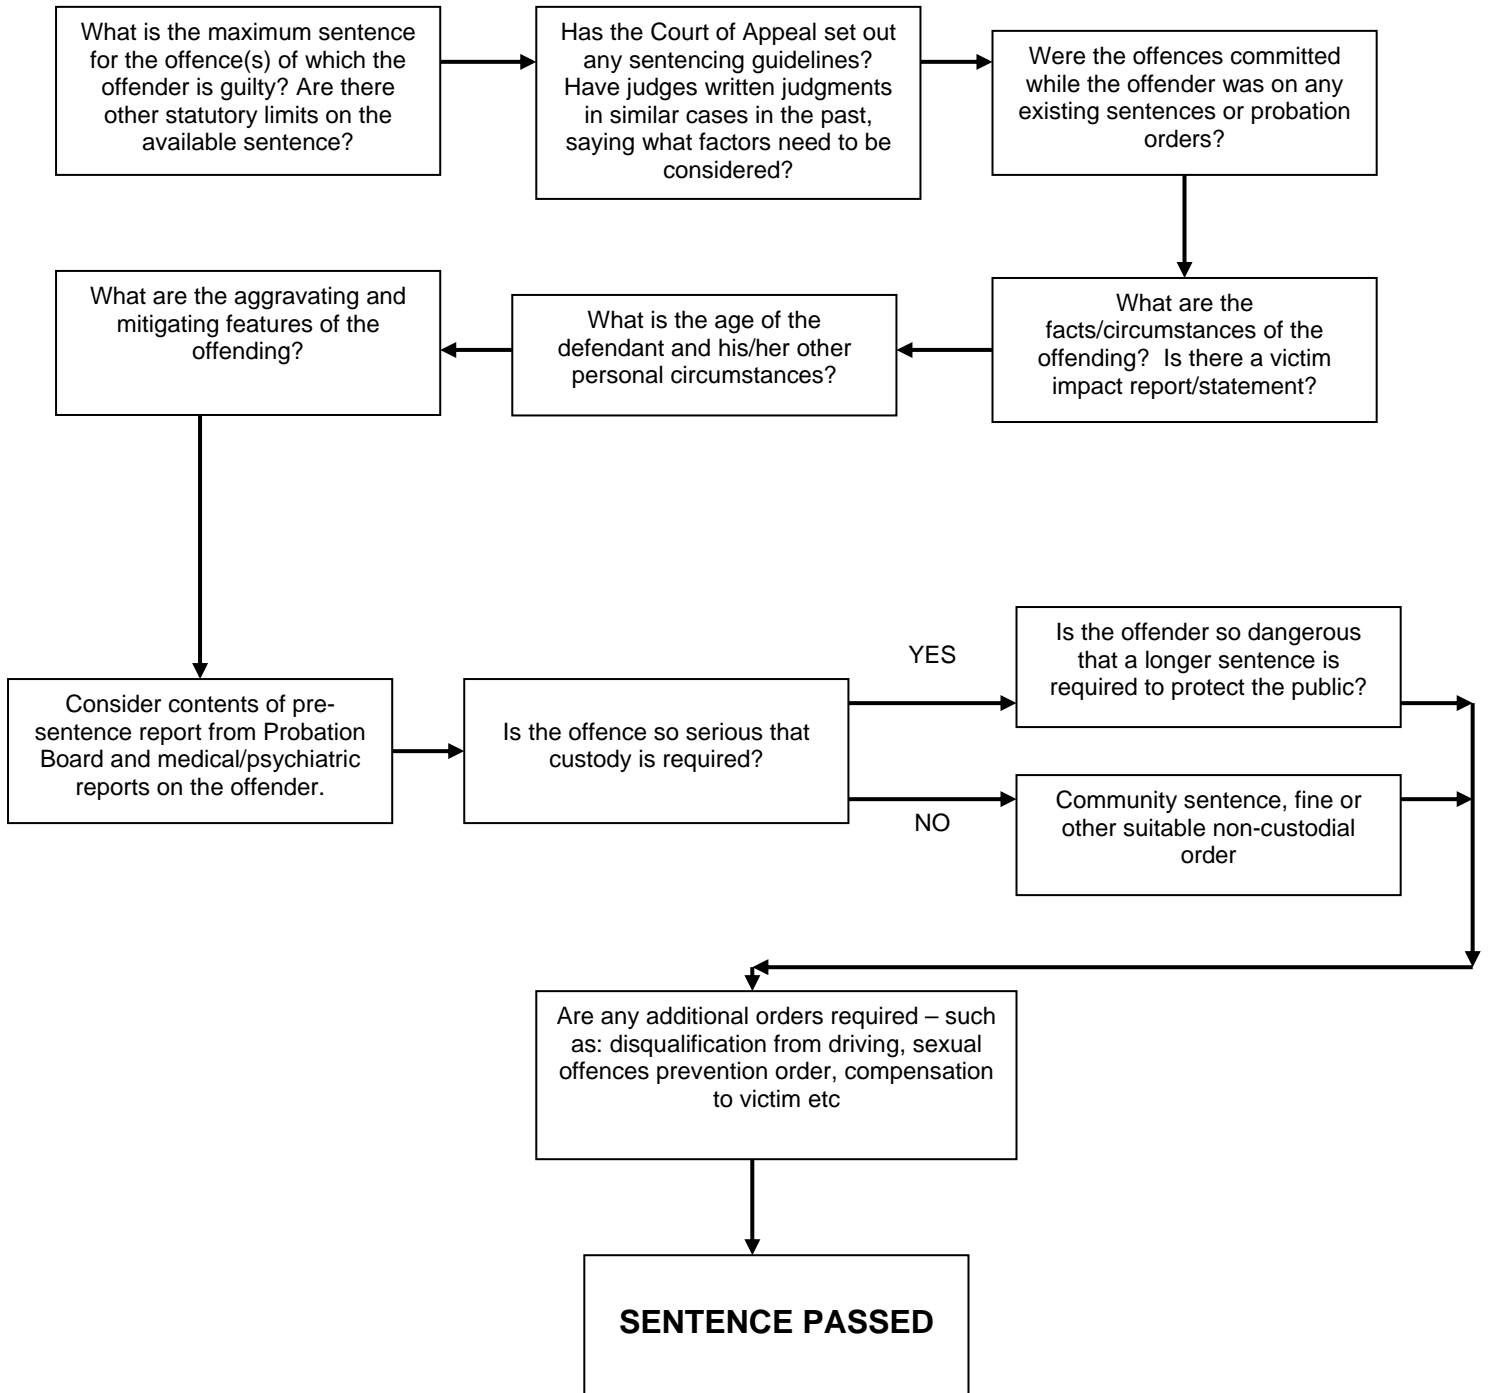 What is the maximum sentence
for the offence(s) of which the
offender is guilty? Are there
other statutory limits on the
available sentence?
Has the Court of Appeal set out
any sentencing guidelines?
Have judges written judgments
in similar cases in the past,
saying what factors need to be
considered?
Were the offences committed
while the offender was on any
existing sentences or probation
orders?
What are the
facts/circumstances of the
offending?  Is there a victim
impact report/statement?
What is the age of the
defendant and his/her other
personal circumstances?
What are the aggravating and
mitigating features of the
offending?
Consider contents of pre-
sentence report from Probation
Board and medical/psychiatric
reports on the offender.
Is the offence so serious that
custody is required?
YES
Is the offender so dangerous
that a longer sentence is
required to protect the public?
NO
Community sentence, fine or
other suitable non-custodial
order
Are any additional orders required – such
as: disqualification from driving, sexual
offences prevention order, compensation
to victim etc
SENTENCE PASSED